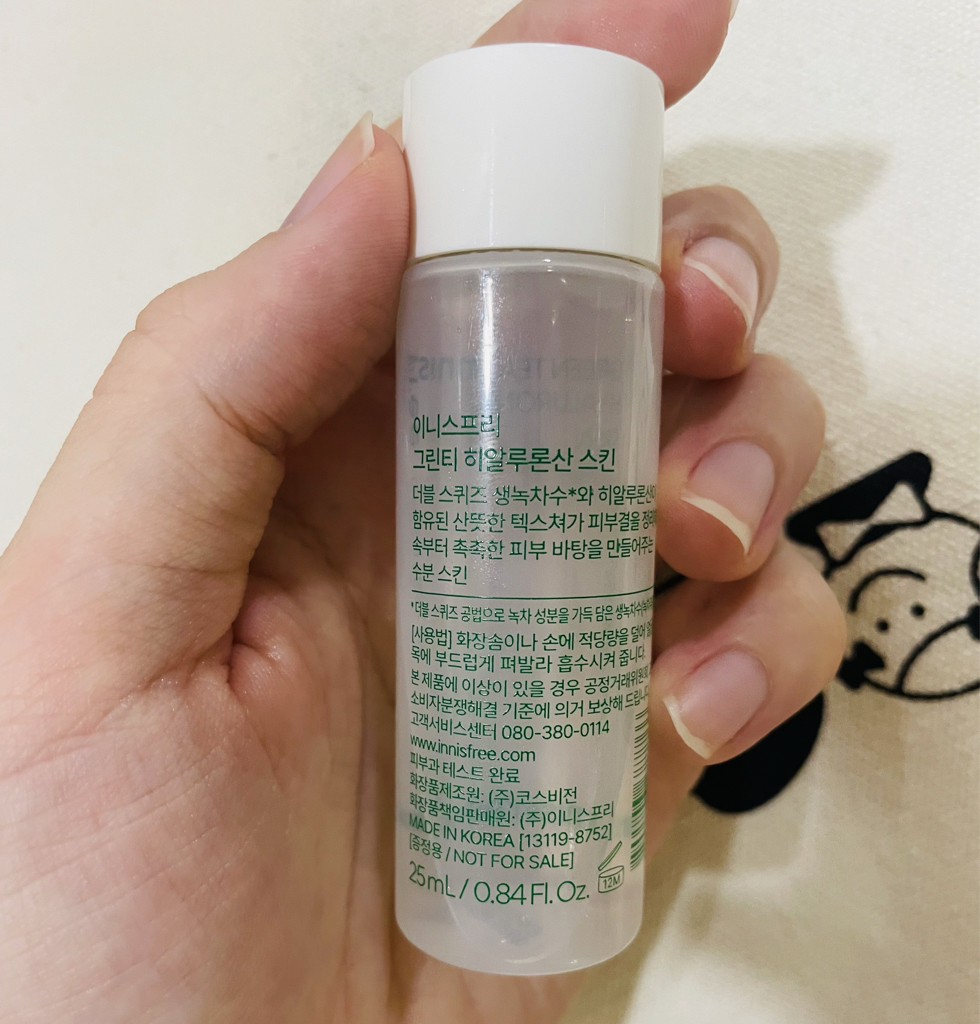 이니스프리
그린티 히알루론산 스킨
더블 스퀴즈 생녹차수*와 히알루론산이
함유된 산뜻한 텍스쳐가 피부결을
속부터 촉촉한 피부 바탕을 만들어주는
수분 스킨
*더블 스퀴즈 공법으로 녹차 성분을 가득 담은
[사용법] 화장솜이나 손에 적당량을 덜어
목에 부드럽게 펴발라 흡수시켜 줍니다.
본 제품에 이상이 있을 경우 공정거래위원회
소비자분쟁해결 기준에 의거 보상해 드립니다
고객서비스센터 080-380-0114
www.innisfree.com
피부과 테스트 완료
화장품제조원: (주)코스비전
화장품책임판매원: (주)이니스프리
MADE IN KOREA [13119-8752]
[증정용 / NOT FOR SALE]
25 mL / 0.84 Fl. Oz.
12M